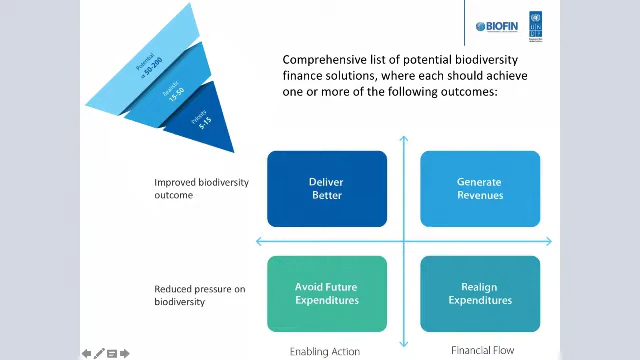 BIOFIN
Potential
50-200
Realistic
15-50
Priority
5-15
Comprehensive list of potential biodiversity
finance solutions, where each should achieve
one or more of the following outcomes:
Improved biodiversity
outcome
Deliver
Better
Generate
Revenues
Reduced pressure on
biodiversity
Avoid Future
Expenditures
Realign
Expenditures
Enabling Action
Financial Flow